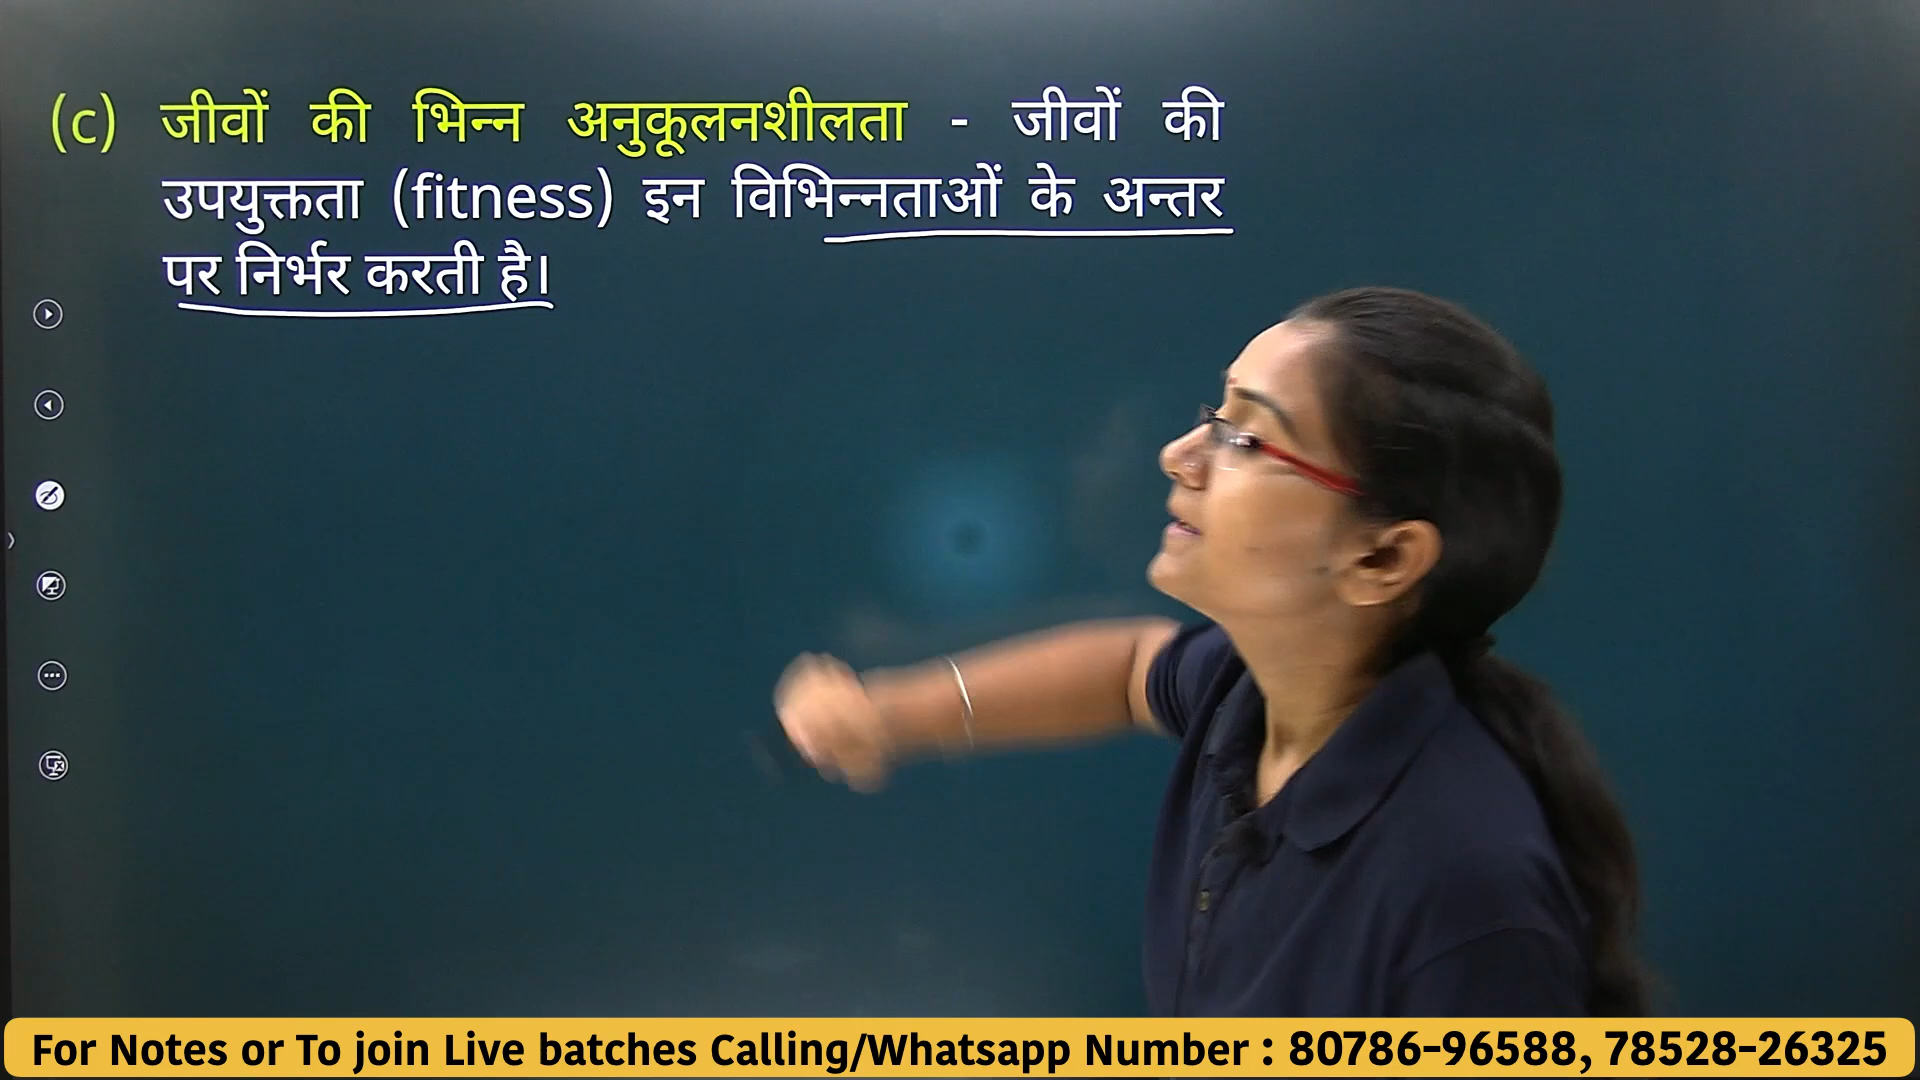 (c) जीवों की भिन्न अनुकूलनशीलता - जीवों की
उपयुक्तता (fitness) इन विभिन्नताओं के अन्तर
पर निर्भर करती है।
For Notes or To join Live batches Calling/Whatsapp Number : 80786-96588, 78528-26325